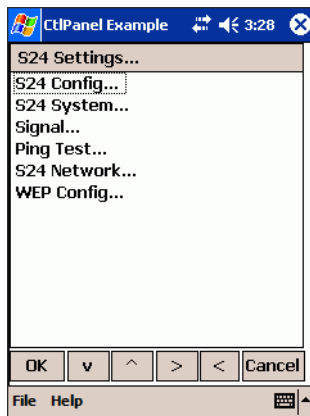 CtlPanel Example 3:28
S24 Settings...
S24 Config...
S24 System...
Signal...
Ping Test...
S24 Network...
WEP Config...
OK v ^ > < Cancel
File Help